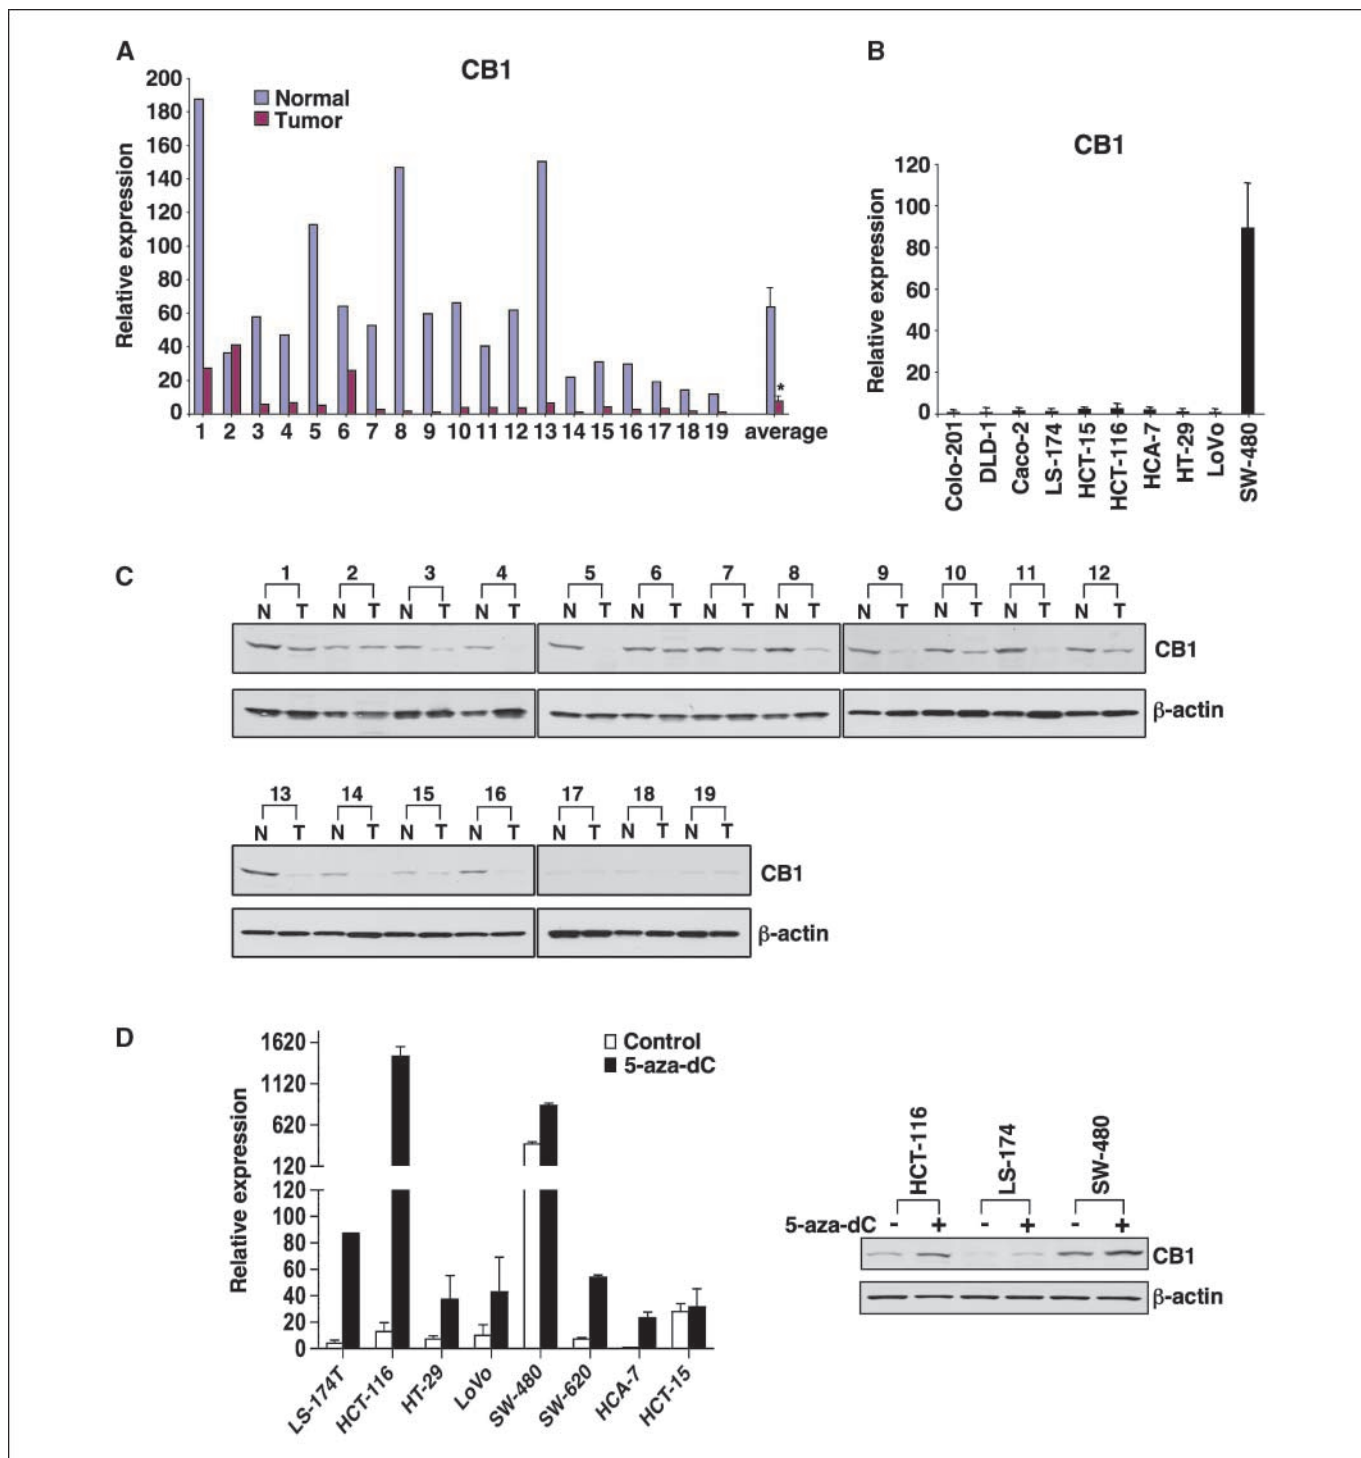 A
CB1
Relative expression
200
180
160
140
120
100
80
60
40
20
0
Normal
Tumor
*
1 2 3 4 5 6 7 8 9 10 11 12 13 14 15 16 17 18 19 average
B
CB1
Relative expression
120
100
80
60
40
20
0
Colo-201
DLD-1
Caco-2
LS-174
HCT-15
HCT-116
HCA-7
HT-29
LoVo
SW-480
C
1 2 3 4 5 6 7 8 9 10 11 12
N T N T N T N T N T N T N T N T N T N T N T N T
CB1
β-actin
13 14 15 16 17 18 19
N T N T N T N T N T N T N T
CB1
β-actin
D
Relative expression
1620
1120
620
120
120
100
80
60
40
20
0
Control
5-aza-dC
LS-174T
HCT-116
HT-29
LoVo
SW-480
SW-620
HCA-7
HCT-15
HCT-116
LS-174
SW-480
5-aza-dC - + - + - +
CB1
β-actin